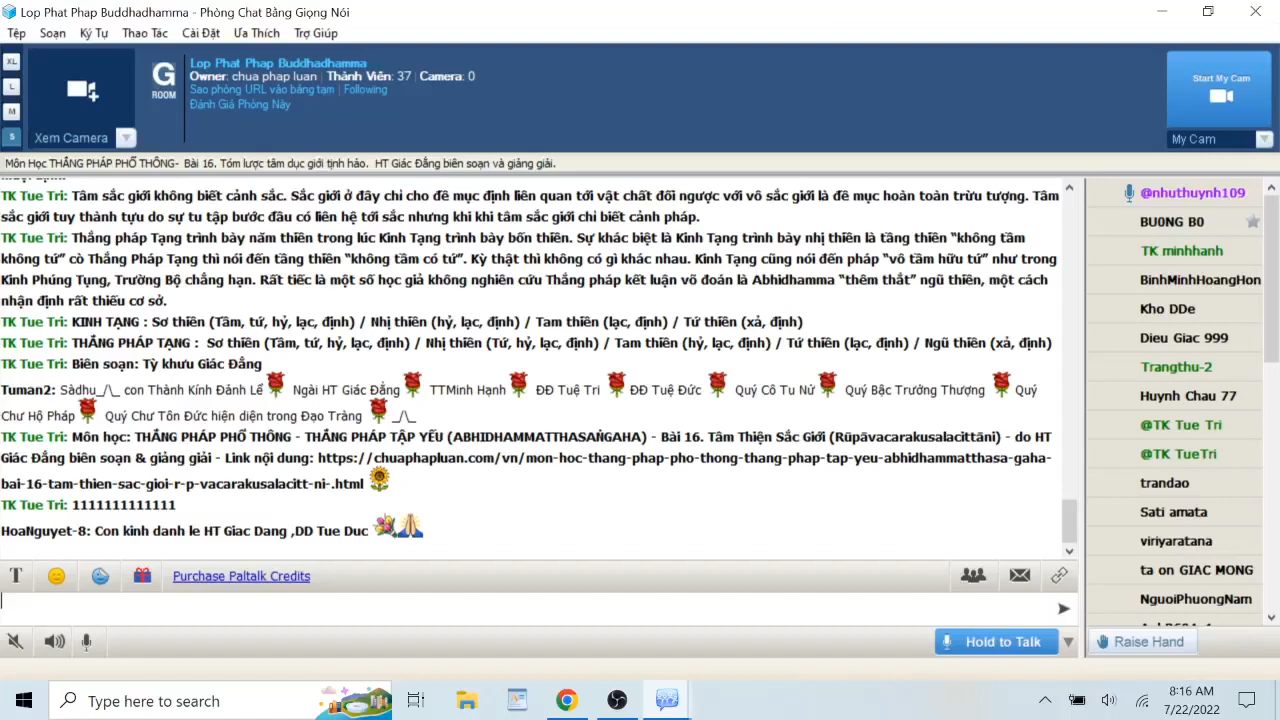 Lop Phat Phap Buddhadhamma - Phòng Chat Bằng Giọng Nói
Tệp Soạn Ký Tự Thao Tác Cài Đặt Ưa Thích Trợ Giúp
XL
L
M
S
Xem Camera
G
ROOM
Lop Phat Phap Buddhadhamma
Owner: chua phap luan | Thành Viên: 37 | Camera: 0
Sao phòng URL vào bảng tạm | Following
Đánh Giá Phòng Này
Start My Cam
My Cam
Môn Học THẮNG PHÁP PHỔ THÔNG- Bài 16. Tóm lược tâm dục giới tịnh hảo. HT Giác Đẳng biên soạn và giảng giải.
TK Tue Tri: Tâm sắc giới không biết cảnh sắc. Sắc giới ở đây chỉ cho đề mục định liên quan tới vật chất đối ngược với vô sắc giới là đề mục hoàn toàn trừu tượng. Tâm
sắc giới tuy thành tựu do sự tu tập bước đầu có liên hệ tới sắc nhưng khi khi tâm sắc giới chỉ biết cảnh pháp.
TK Tue Tri: Thắng pháp Tạng trình bày năm thiền trong lúc Kinh Tạng trình bày bốn thiền. Sự khác biệt là Kinh Tạng trình bày nhị thiền là tầng thiền “không tầm
không tứ” cò Thắng Pháp Tạng thì nói đến tầng thiền “không tầm có tứ”. Kỳ thật thì không có gì khác nhau. Kinh Tạng cũng nói đến pháp “vô tầm hữu tứ” như trong
Kinh Phúng Tụng, Trường Bộ chẳng hạn. Rất tiếc là một số học giả không nghiên cứu Thắng pháp kết luận võ đoán là Abhidhamma “thêm thắt” ngũ thiền, một cách
nhận định rất thiếu cơ sở.
TK Tue Tri: KINH TẠNG : Sơ thiền (Tầm, tứ, hỷ, lạc, định) / Nhị thiền (hỷ, lạc, định) / Tam thiền (lạc, định) / Tứ thiền (xả, định)
TK Tue Tri: THẮNG PHÁP TẠNG : Sơ thiền (Tầm, tứ, hỷ, lạc, định) / Nhị thiền (Tứ, hỷ, lạc, định) / Tam thiền (hỷ, lạc, định) / Tứ thiền (lạc, định) / Ngũ thiền (xả, định)
TK Tue Tri: Biên soạn: Tỳ khưu Giác Đẳng
Tuman2: Sàdhu_/\_ con Thành Kính Đảnh Lể Ngài HT Giác Đẳng TTMinh Hạnh ĐĐ Tuệ Tri ĐĐ Tuệ Đức Quý Cô Tu Nử Quý Bậc Trưởng Thượng Quý
Chư Hộ Pháp Quý Chư Tôn Đức hiện diện trong Đạo Tràng _/\_
TK Tue Tri: Môn học: THẮNG PHÁP PHỔ THÔNG - THẮNG PHÁP TẬP YẾU (ABHIDHAMMATTHASAṄGAHA) - Bài 16. Tâm Thiện Sắc Giới (Rūpāvacarakusalacittāni) - do HT
Giác Đẳng biên soạn & giảng giải - Link nội dung: https://chuaphapluan.com/vn/mon-hoc-thang-phap-pho-thong-thang-phap-tap-yeu-abhidhammatthasa-gaha-
bai-16-tam-thien-sac-gioi-r-p-vacarakusalacitt-ni-.html
TK Tue Tri: 1111111111111
HoaNguyet-8: Con kinh danh le HT Giac Dang ,DD Tue Duc
@nhuthuynh109
BU0NG B0
TK minhhanh
BinhMinhHoangHon
Kho DDe
Dieu Giac 999
Trangthu-2
Huynh Chau 77
@TK Tue Tri
@TK TueTri
trandao
Sati amata
viriyaratana
ta on GIAC MONG
NguoiPhuongNam
T
Purchase Paltalk Credits
Hold to Talk
Raise Hand
Type here to search
8:16 AM
7/22/2022